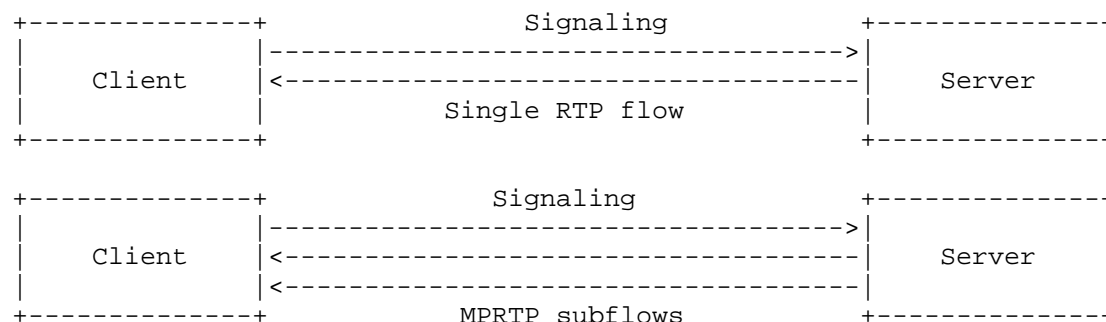 +--------------+                Signaling            +---------------
|              |------------------------------------>|
|    Client    |<------------------------------------|    Server
|              |           Single RTP flow           |
+--------------+                                     +---------------
+--------------+              Signaling              +---------------
|              |------------------------------------>|
|    Client    |<------------------------------------|    Server
|              |<------------------------------------|
+--------------+            MPRTP subflows           +---------------